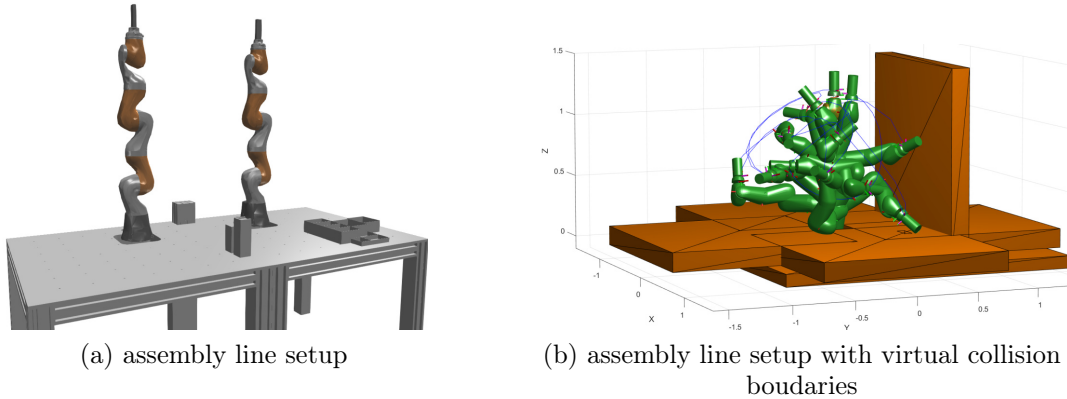 1.5
1
Z
0.5
0
-1
0
X
1
-1.5
-1
-0.5
Y
0
0.5
1
(a) assembly line setup
(b) assembly line setup with virtual collision
boudaries